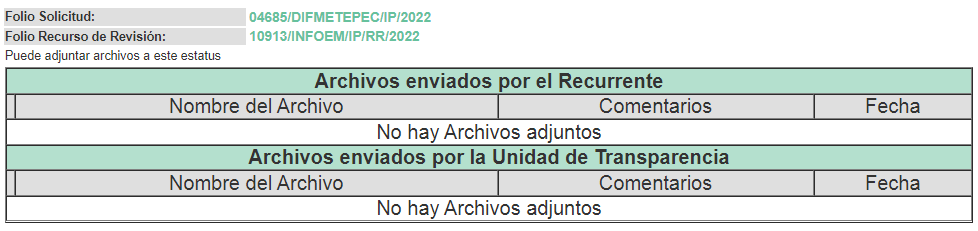 Folio Solicitud: 04685/DIFMETEPEC/IP/2022
Folio Recurso de Revisión: 10913/INFOEM/IP/RR/2022
Puede adjuntar archivos a este estatus
Archivos enviados por el Recurrente
Nombre del Archivo Comentarios Fecha
No hay Archivos adjuntos
Archivos enviados por la Unidad de Transparencia
Nombre del Archivo Comentarios Fecha
No hay Archivos adjuntos